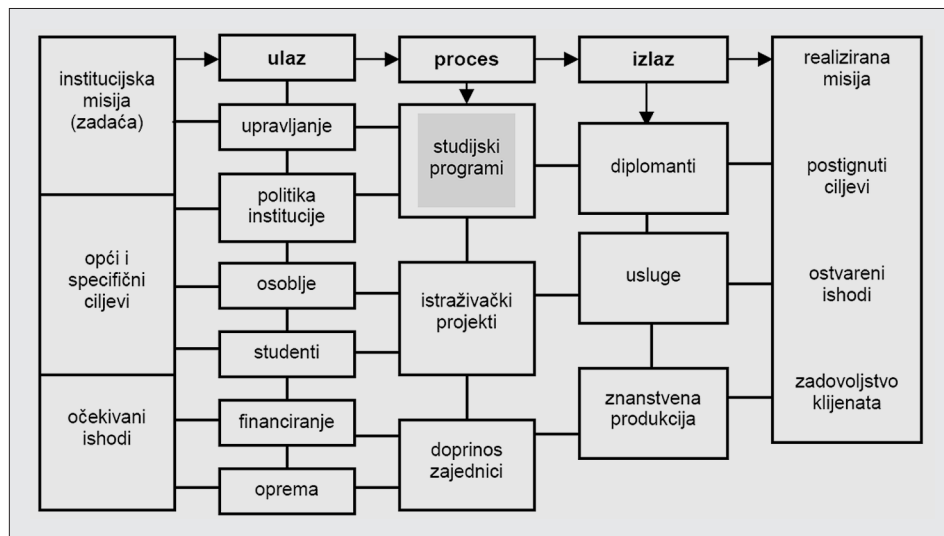 institucijska
misija
(zadaća)
opći i
specifični
ciljevi
očekivani
ishodi
ulaz
upravljanje
politika
institucije
osoblje
studenti
financiranje
oprema
proces
studijski
programi
istraživački
projekti
doprinos
zajednici
izlaz
diplomanti
usluge
znanstvena
produkcija
realizirana
misija
postignuti
ciljevi
ostvareni
ishodi
zadovoljstvo
klijenata